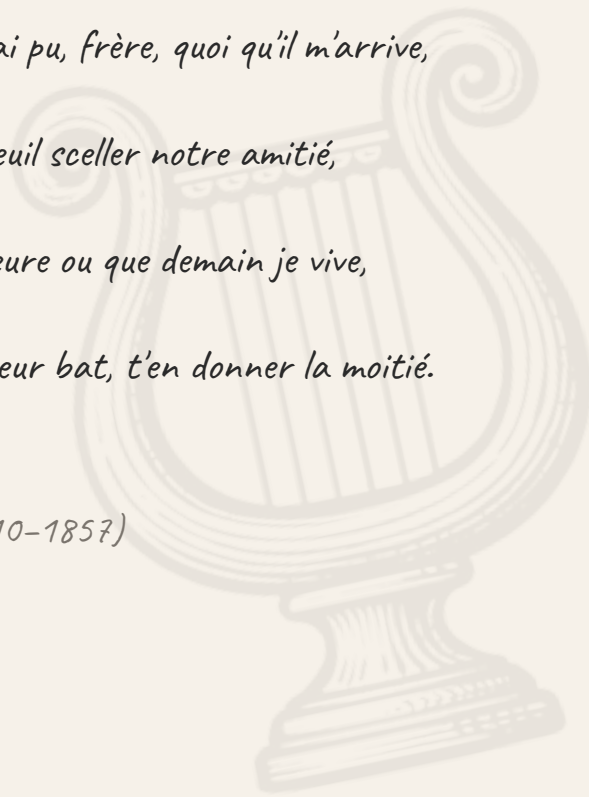 ai pu, frère, quoi qu'il m'arrive,
euil sceller notre amitié,
eure ou que demain je vive,
eur bat, t'en donner la moitié.
10–1857)